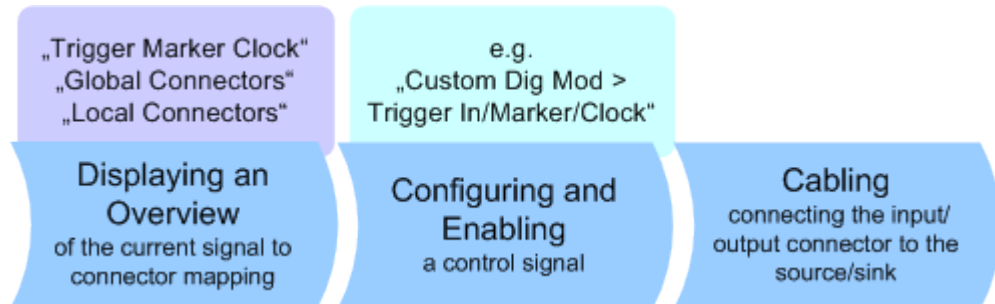 „Trigger Marker Clock“
„Global Connectors“
„Local Connectors“
Displaying an
Overview
of the current signal to
connector mapping
e.g.
„Custom Dig Mod >
Trigger In/Marker/Clock“
Configuring and
Enabling
a control signal
Cabling
connecting the input/
output connector to the
source/sink